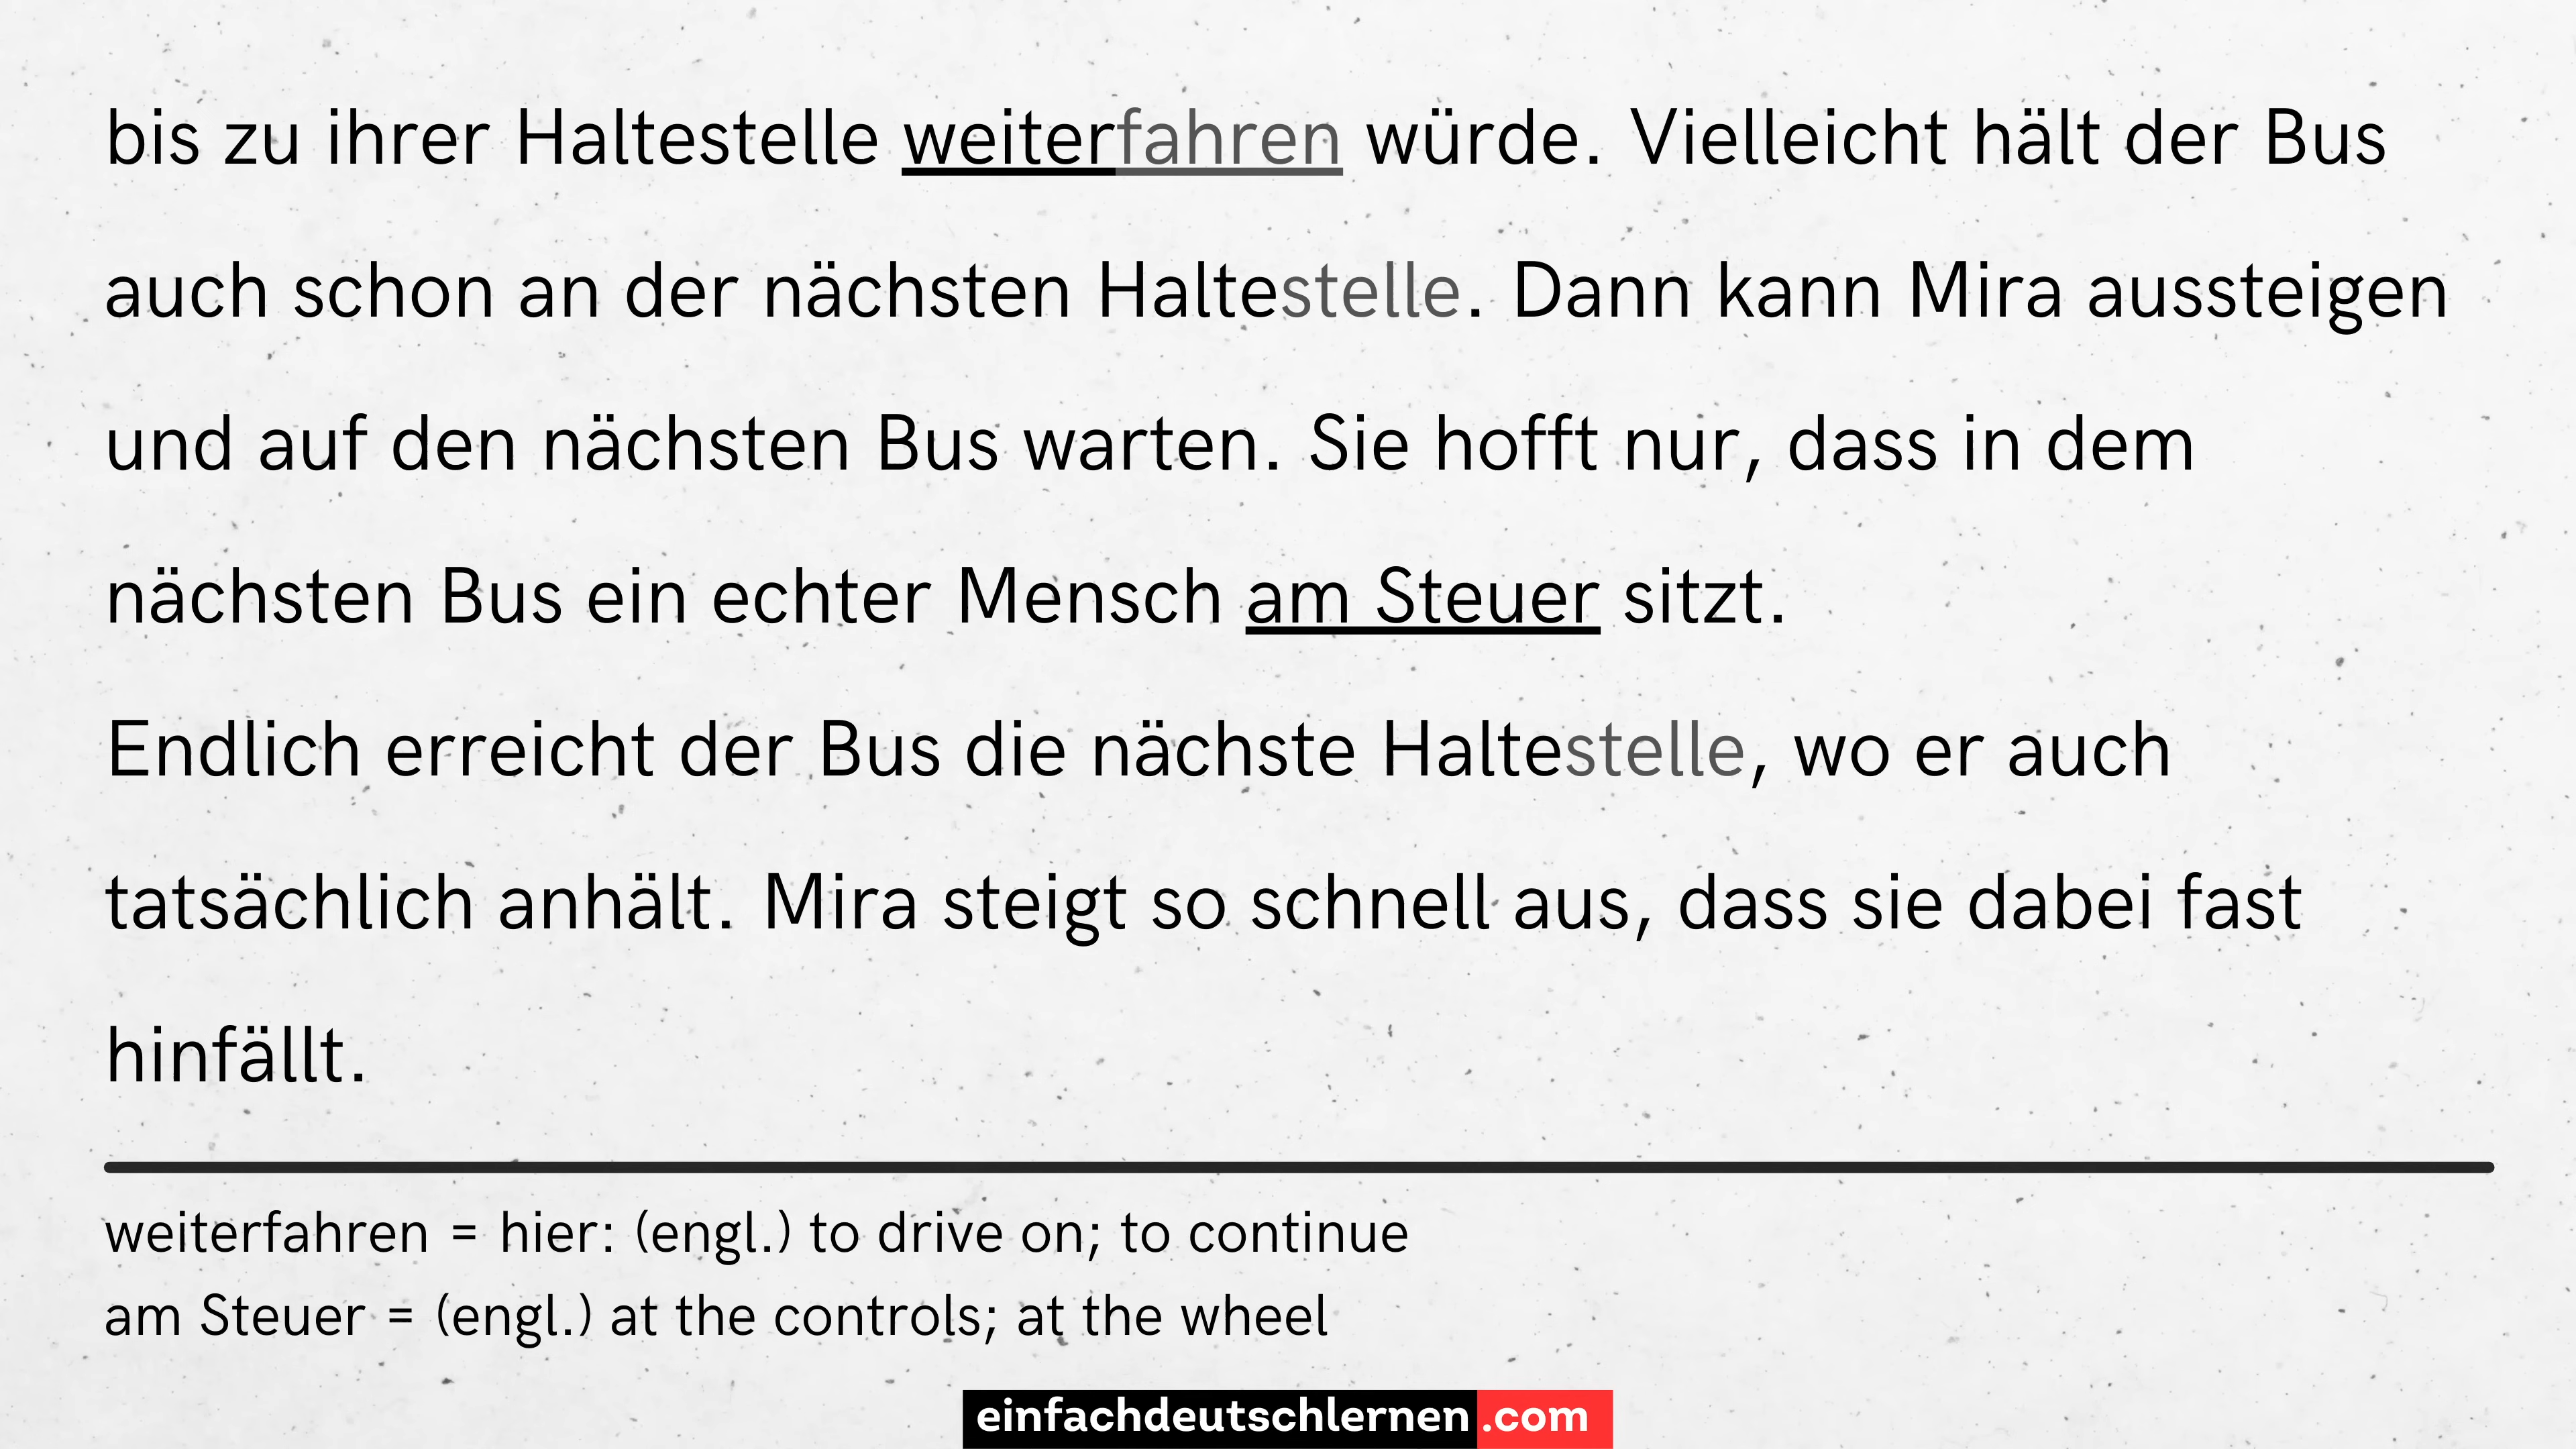 bis zu ihrer Haltestelle weiterfahren würde. Vielleicht hält der Bus
auch schon an der nächsten Haltestelle. Dann kann Mira aussteigen
und auf den nächsten Bus warten. Sie hofft nur, dass in dem
nächsten Bus ein echter Mensch am Steuer sitzt.
Endlich erreicht der Bus die nächste Haltestelle, wo er auch
tatsächlich anhält. Mira steigt so schnell aus, dass sie dabei fast
hinfällt.
weiterfahren = hier: (engl.) to drive on; to continue
am Steuer = (engl.) at the controls; at the wheel
einfachdeutschlernen.com